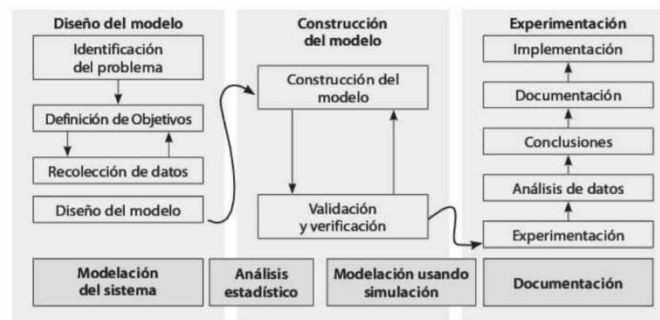 Diseño del modelo
Identificación
del problema
Definición de Objetivos
Recolección de datos
Diseño del modelo
Construcción
del modelo
Construcción del
modelo
Validación
y verificación
Experimentación
Implementación
Documentación
Conclusiones
Análisis de datos
Experimentación
Modelación
del sistema
Análisis
estadístico
Modelación usando
simulación
Documentación